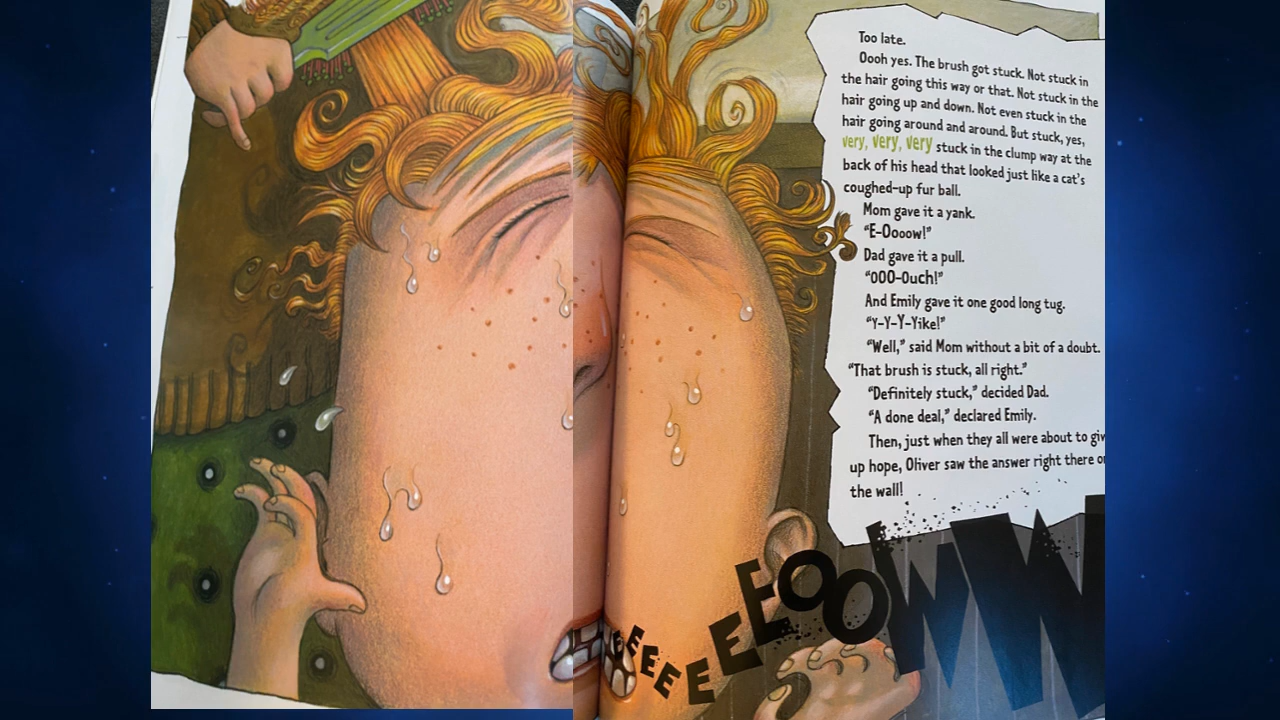 Too late.
Oooh yes. The brush got stuck. Not stuck in
the hair going this way or that. Not stuck in the
hair going up and down. Not even stuck in the
hair going around and around. But stuck, yes,
very, very, very stuck in the clump way at the
back of his head that looked just like a cat's
coughed-up fur ball.
Mom gave it a yank.
"E-Oooow!"
Dad gave it a pull.
"OOO-Ouch!"
And Emily gave it one good long tug.
"Y-Y-Y-Yike!"
"Well," said Mom without a bit of a doubt.
"That brush is stuck, all right."
"Definitely stuck," decided Dad.
"A done deal," declared Emily.
Then, just when they all were about to giv
up hope, Oliver saw the answer right there o
the wall!
EEEEEEEOOWW